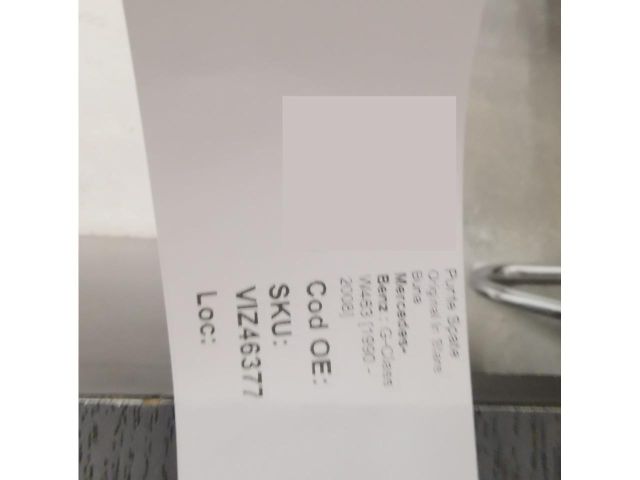 Punte Spate
Original In Stare
Buna
Mercedes-
Benz : G-Class
W463 [1990 -
2008]
Cod OE:
SKU:
VIZ46377
Loc: